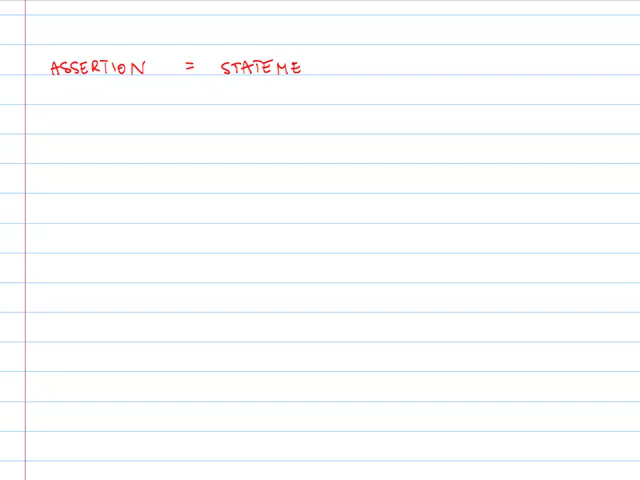 ASSERTION = STATEME